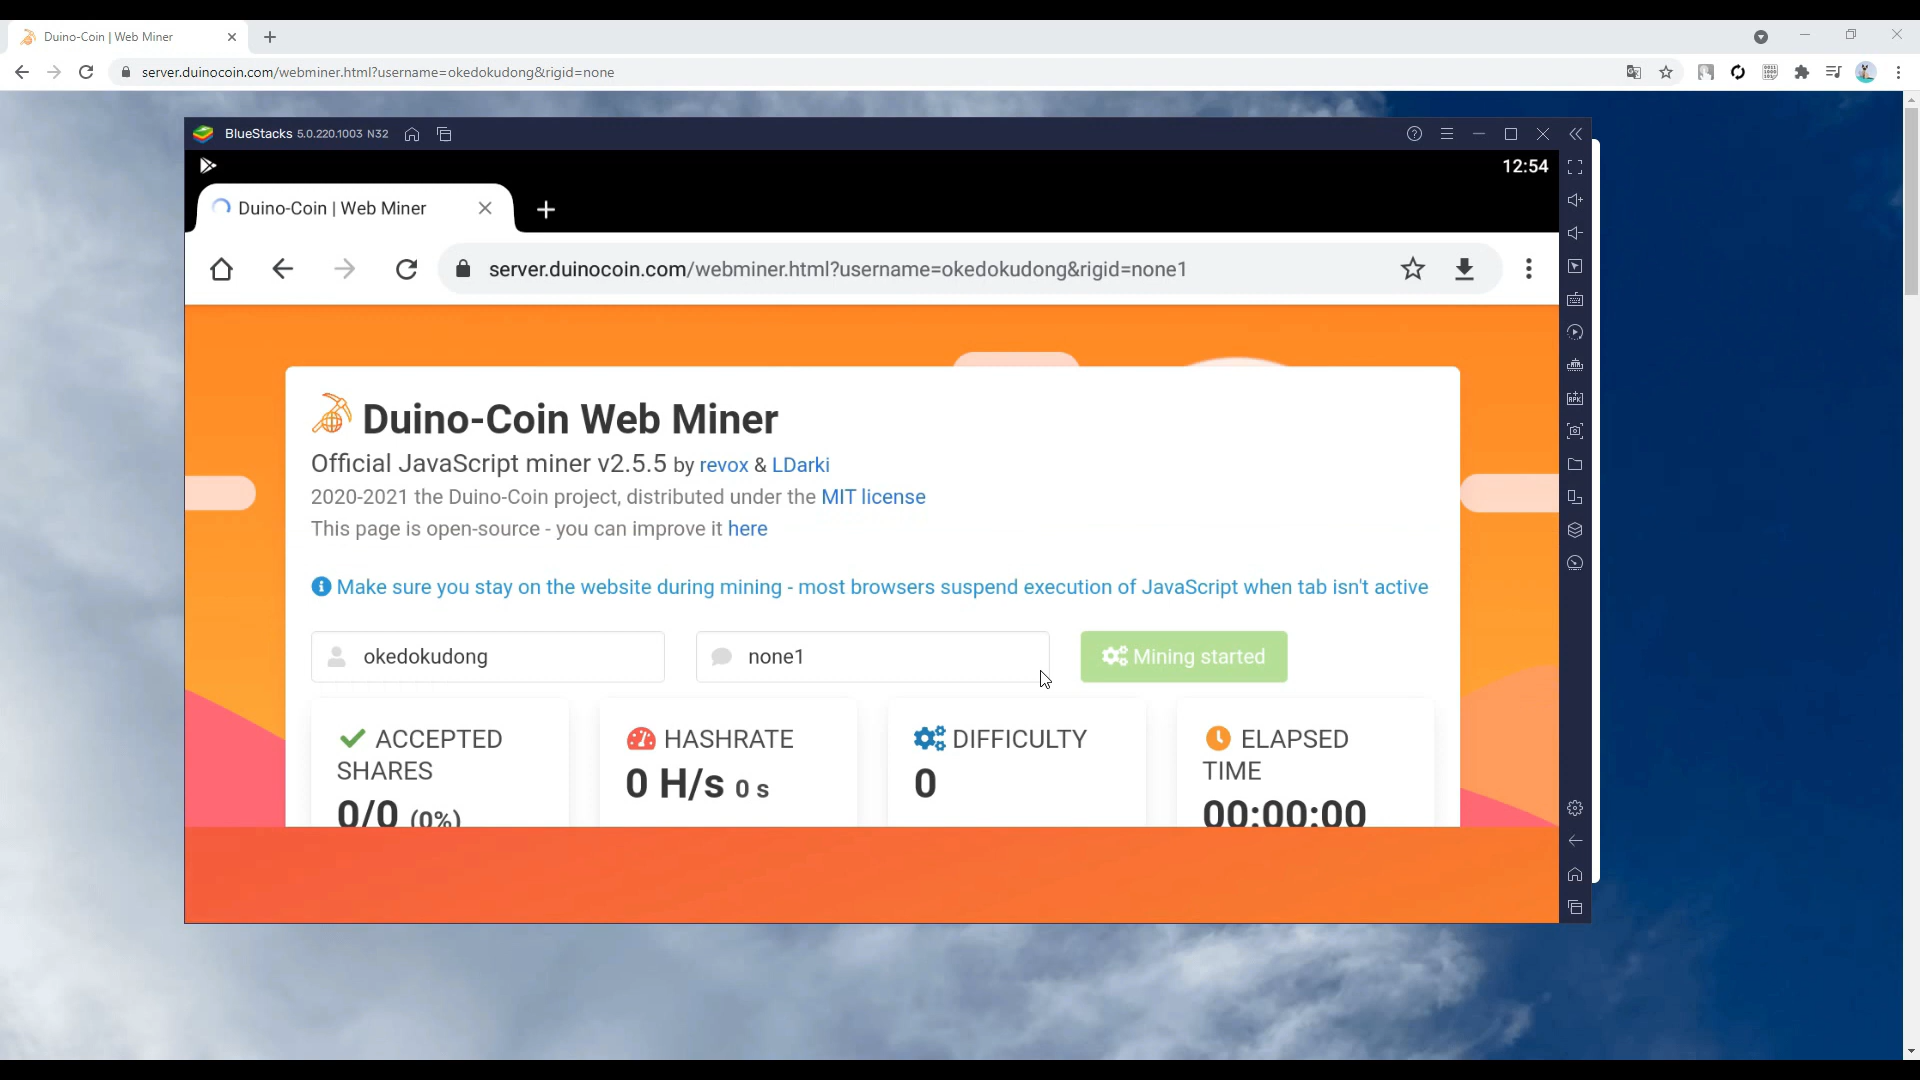 Duino-Coin | Web Miner
server.duinocoin.com/webminer.html?username=okedokudong&rigid=none
BlueStacks 5.0.220.1003 N32
12:54
Duino-Coin | Web Miner
server.duinocoin.com/webminer.html?username=okedokudong&rigid=none1
Duino-Coin Web Miner
Official JavaScript miner v2.5.5 by revox & LDarki
2020-2021 the Duino-Coin project, distributed under the MIT license
This page is open-source - you can improve it here
Make sure you stay on the website during mining - most browsers suspend execution of JavaScript when tab isn't active
okedokudong none1 Mining started
ACCEPTED SHARES
0/0 (0%)
HASHRATE
0 H/s 0 s
DIFFICULTY
0
ELAPSED TIME
00:00:00